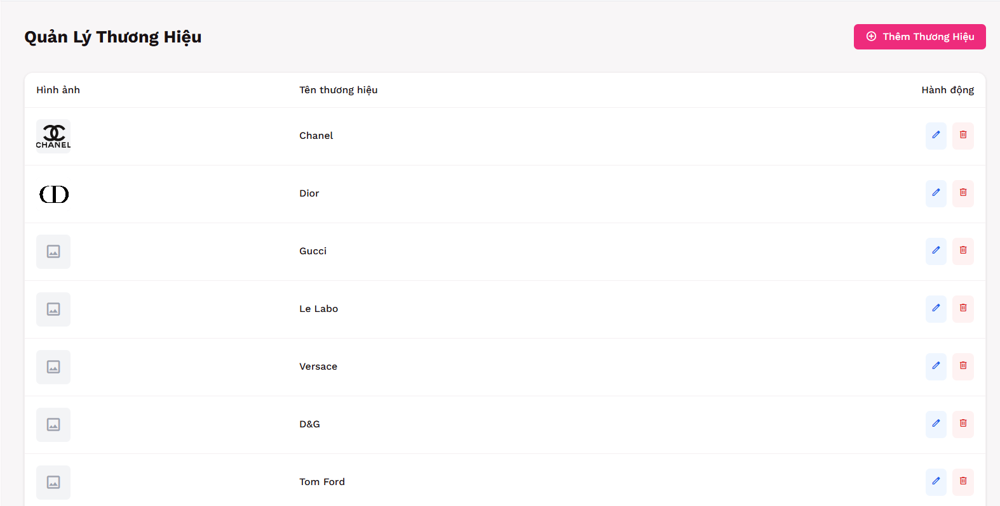 Quản Lý Thương Hiệu
Thêm Thương Hiệu
Hình ảnh Tên thương hiệu Hành động
CHANEL Chanel
Dior
Gucci
Le Labo
Versace
D&G
Tom Ford